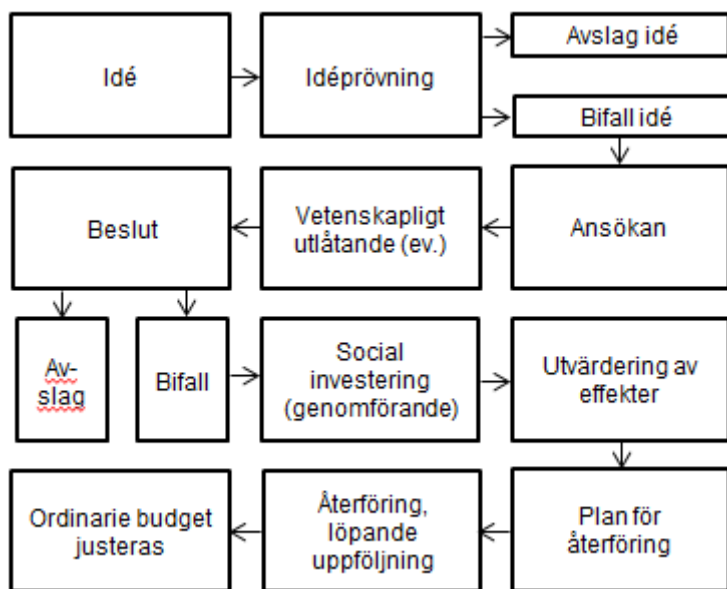 Idé
Idéprövning
Avslag idé
Bifall idé
Ansökan
Vetenskapligt
utlåtande (ev.)
Beslut
Av-
slag
Bifall
Social
investering
(genomförande)
Utvärdering av
effekter
Plan för
återföring
Återföring,
löpande
uppföljning
Ordinarie budget
justeras